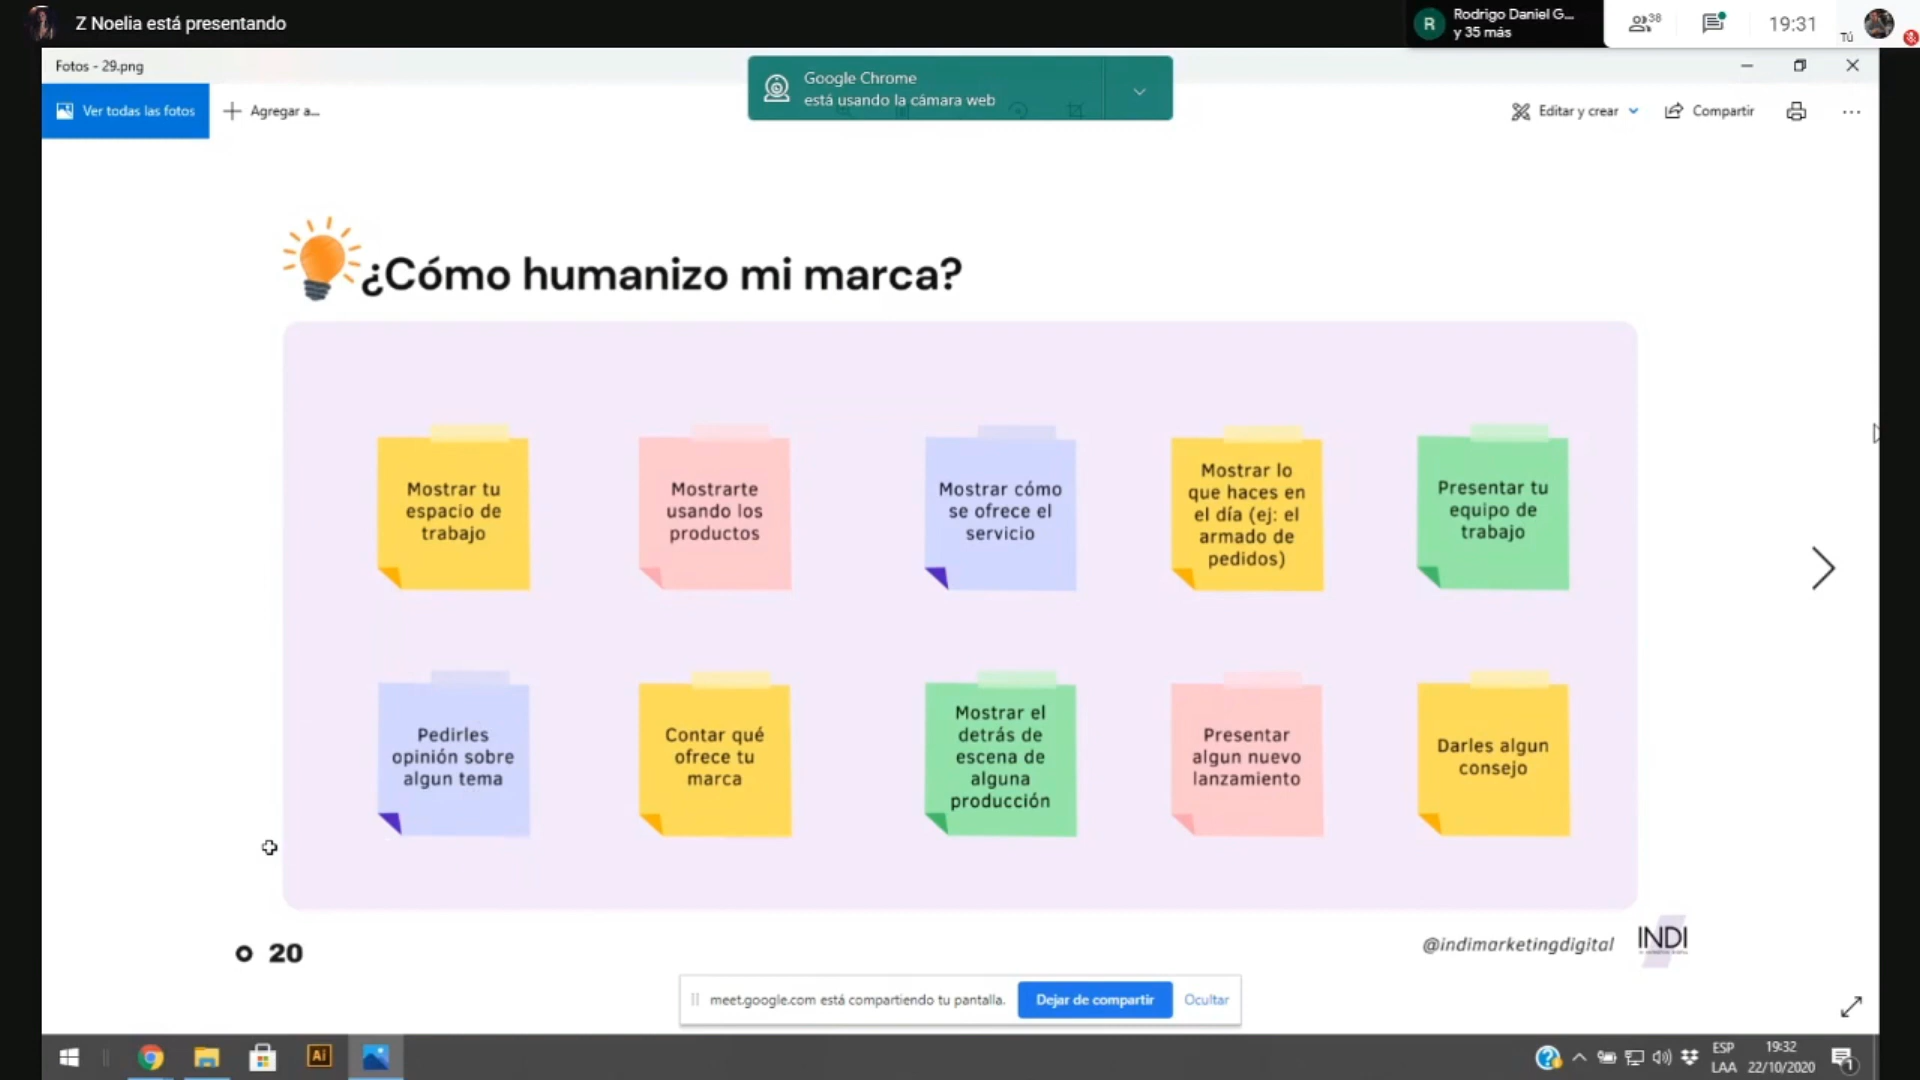 Z Noelia está presentando
R
Rodrigo Daniel G...
y 35 más
38
19:31
Tú
Fotos - 29.png
Google Chrome
está usando la cámara web
Ver todas las fotos
Agregar a...
Editar y crear
Compartir
¿Cómo humanizo mi marca?
Mostrar tu
espacio de
trabajo
Mostrarte
usando los
productos
Mostrar cómo
se ofrece el
servicio
Mostrar lo
que haces en
el día (ej: el
armado de
pedidos)
Presentar tu
equipo de
trabajo
Pedirles
opinión sobre
algun tema
Contar qué
ofrece tu
marca
Mostrar el
detrás de
escena de
alguna
producción
Presentar
algun nuevo
lanzamiento
Darles algun
consejo
20
@indimarketingdigital
INDI
meet.google.com está compartiendo tu pantalla.
Dejar de compartir
Ocultar
Ai
ESP
LAA
19:32
22/10/2020
1